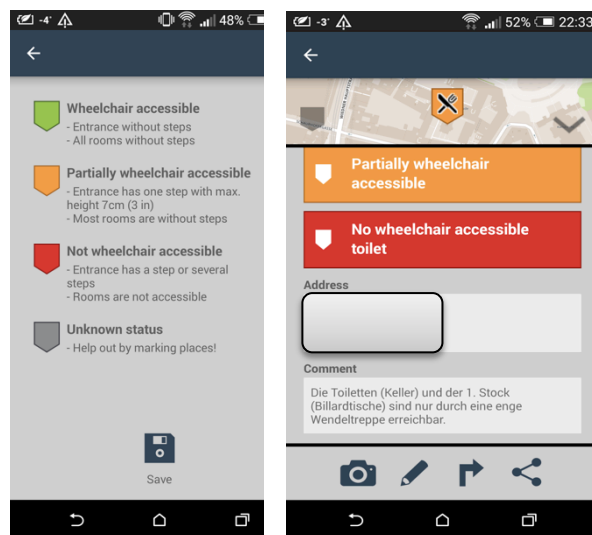 -4°
48%
Wheelchair accessible
- Entrance without steps
- All rooms without steps
Partially wheelchair accessible
- Entrance has one step with max.
height 7cm (3 in)
- Most rooms are without steps
Not wheelchair accessible
- Entrance has a step or several
steps
- Rooms are not accessible
Unknown status
- Help out by marking places!
Save
-3° 52% 22:33
Partially wheelchair
accessible
No wheelchair accessible
toilet
Address
Comment
Die Toiletten (Keller) und der 1. Stock
(Billardtische) sind nur durch eine enge
Wendeltreppe erreichbar.